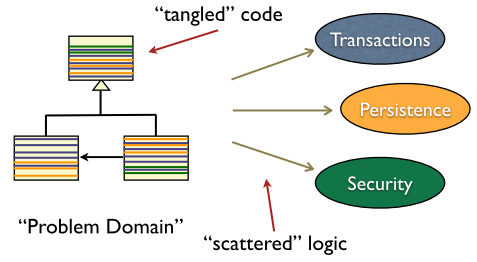 “tangled” code
Transactions
Persistence
Security
“Problem Domain”
“scattered” logic